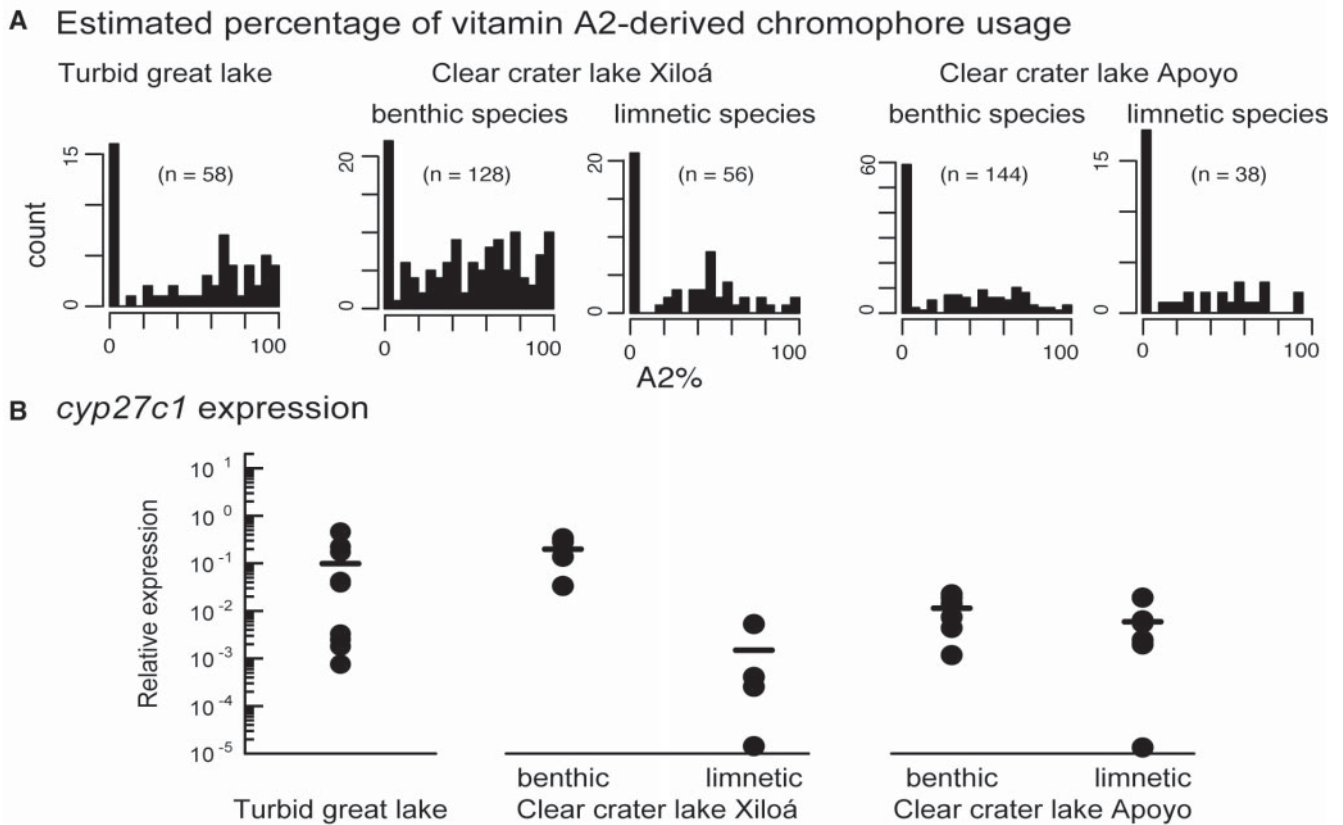 A Estimated percentage of vitamin A2-derived chromophore usage
Turbid great lake
Clear crater lake Xiloá
Clear crater lake Apoyo
benthic species
limnetic species
benthic species
limnetic species
count
15
0
(n = 58)
0
100
20
0
(n = 128)
0
100
20
0
(n = 56)
0
100
60
0
(n = 144)
0
100
15
0
(n = 38)
0
100
A2%
B cyp27c1 expression
Relative expression
10 1
10 0
10 -1
10 -2
10 -3
10 -4
10 -5
benthic
limnetic
benthic
limnetic
Turbid great lake
Clear crater lake Xiloá
Clear crater lake Apoyo